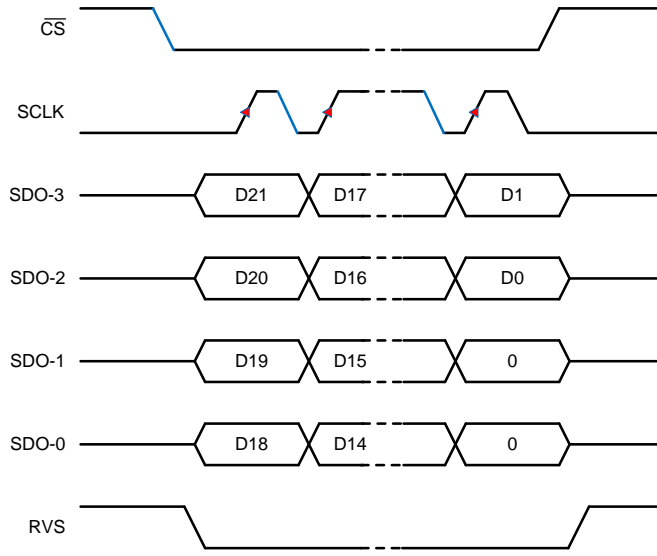 CS
SCLK
SDO-3 D21 D17 D1
SDO-2 D20 D16 D0
SDO-1 D19 D15 0
SDO-0 D18 D14 0
RVS